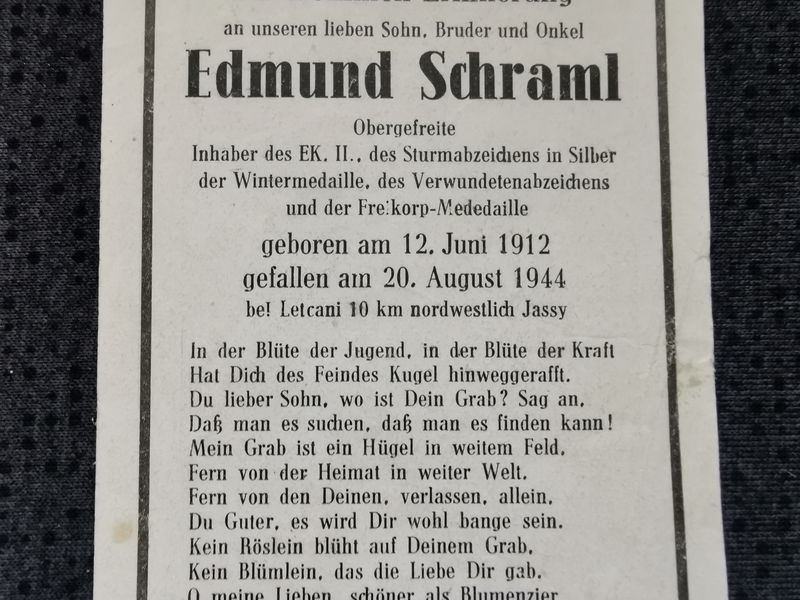 an unseren lieben Sohn, Bruder und Onkel
Edmund Schraml
Obergefreite
Inhaber des EK. II., des Sturmabzeichens in Silber
der Wintermedaille, des Verwundetenabzeichens
und der Freikorp-Mededaille
geboren am 12. Juni 1912
gefallen am 20. August 1944
bei Letcani 10 km nordwestlich Jassy
In der Blüte der Jugend, in der Blüte der Kraft
Hat Dich des Feindes Kugel hinweggerafft.
Du lieber Sohn, wo ist Dein Grab? Sag an,
Daß man es suchen, daß man es finden kann!
Mein Grab ist ein Hügel in weitem Feld,
Fern von der Heimat in weiter Welt.
Fern von den Deinen, verlassen, allein,
Du Guter, es wird Dir wohl bange sein.
Kein Röslein blüht auf Deinem Grab,
Kein Blümlein, das die Liebe Dir gab.
O meine Lieben, schöner als Blumenzier